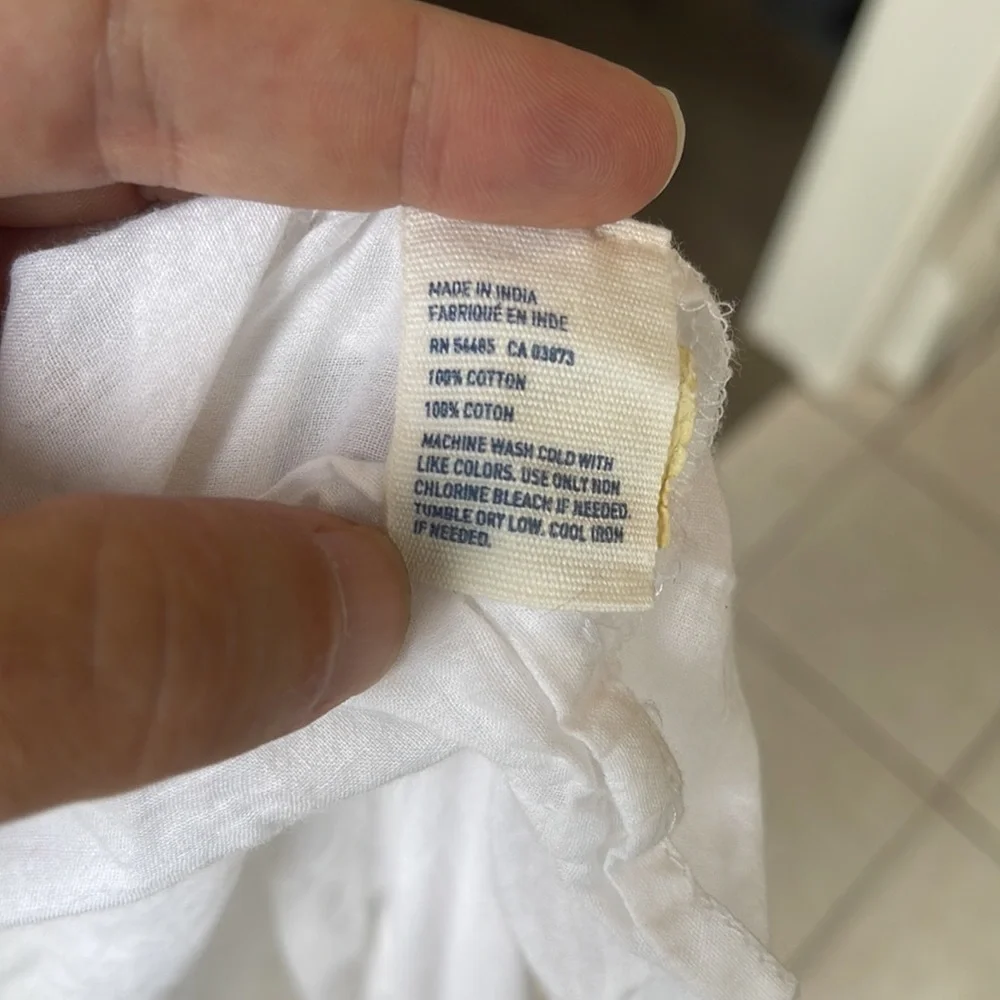 MADE IN INDIA
FABRIQUÉ EN INDE
RN 54485 CA 03873
100% COTTON
100% COTON
MACHINE WASH COLD WITH
LIKE COLORS. USE ONLY NON
CHLORINE BLEACH IF NEEDED.
TUMBLE DRY LOW. COOL IRON
IF NEEDED.